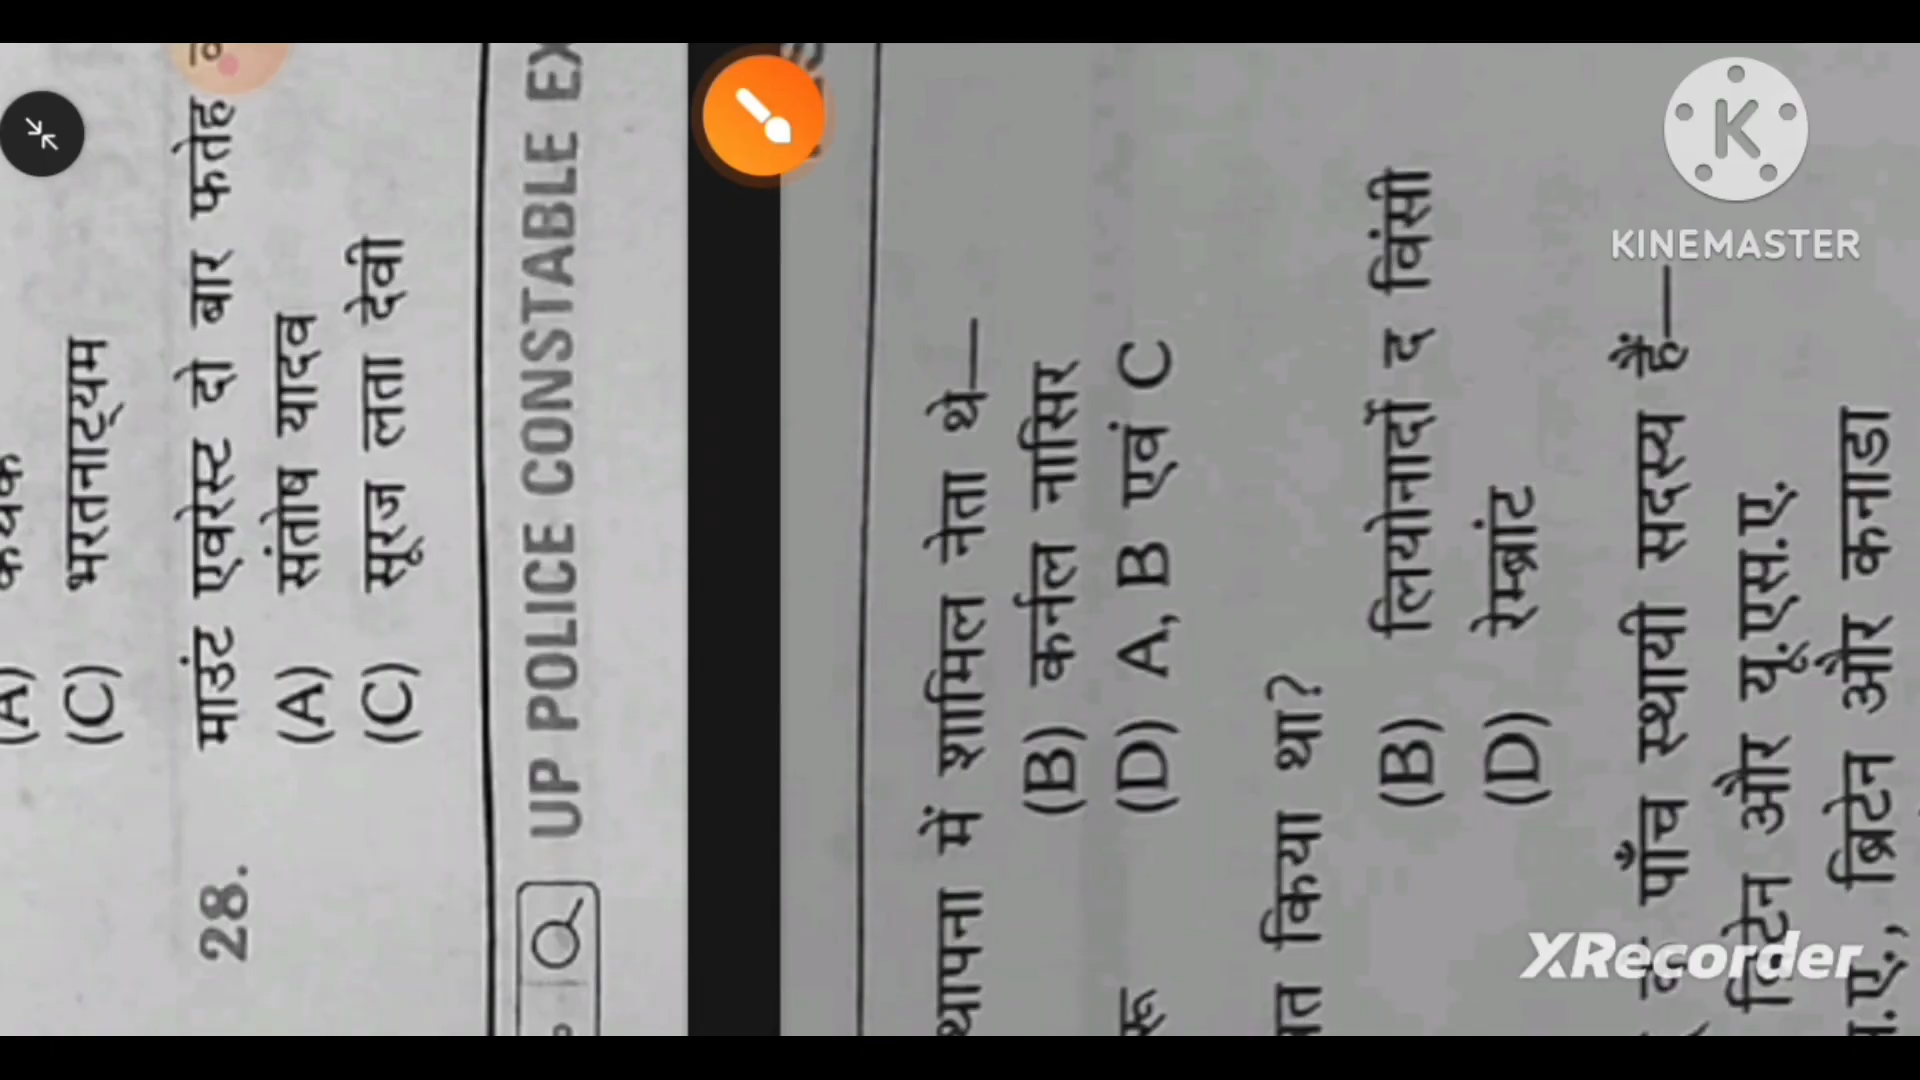 (A) कथक
(C) भरतनाट्यम
28. माउंट एवरेस्ट दो बार फतेह
(A) संतोष यादव
(C) सूरज लता देवी
UP POLICE CONSTABLE EX
थापना में शामिल नेता थे—
(B) कर्नल नासिर
(D) A, B एवं C
त किया था?
(B) लियोनार्दो द विंसी
(D) रेम्ब्रांट
पाँच स्थायी सदस्य हैं—
ब्रिटेन और यू.एस.ए.
ए., ब्रिटेन और कनाडा
K
KINEMASTER
XRecorder